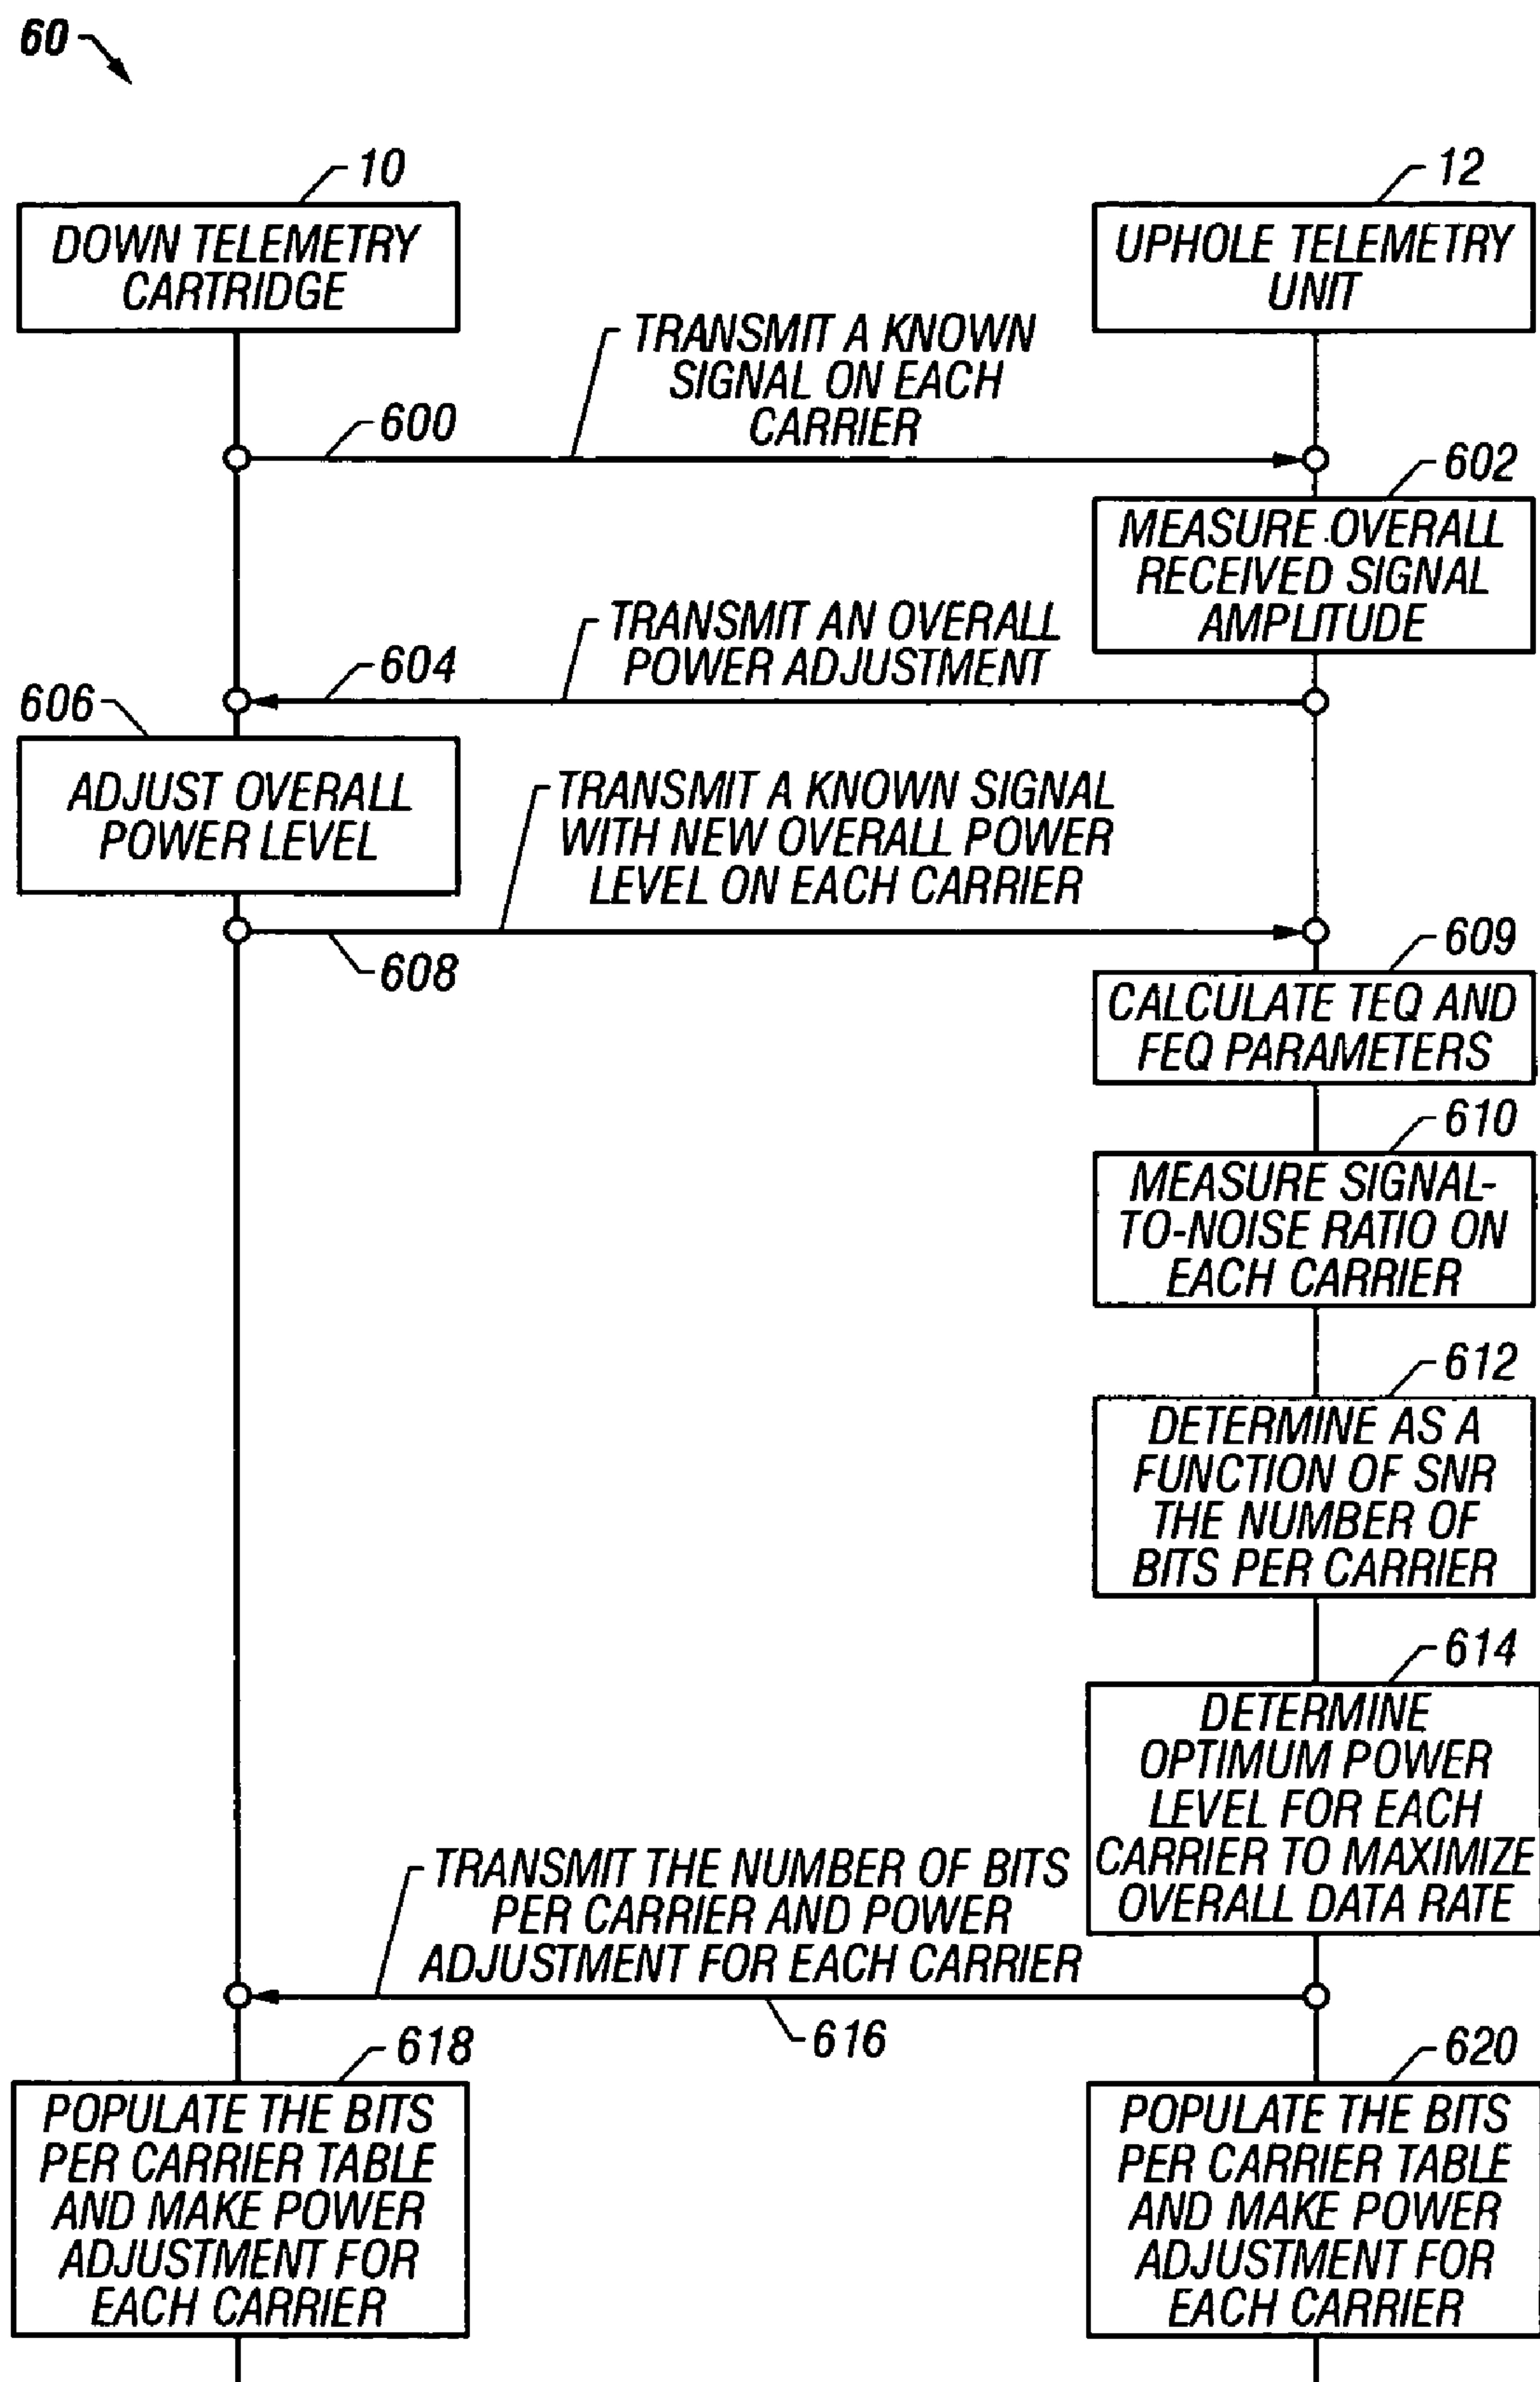 60
10
12
DOWN TELEMETRY
CARTRIDGE
UPHOLE TELEMETRY
UNIT
TRANSMIT A KNOWN
SIGNAL ON EACH
CARRIER
600
602
MEASURE OVERALL
RECEIVED SIGNAL
AMPLITUDE
TRANSMIT AN OVERALL
POWER ADJUSTMENT
604
606
ADJUST OVERALL
POWER LEVEL
TRANSMIT A KNOWN SIGNAL
WITH NEW OVERALL POWER
LEVEL ON EACH CARRIER
608
609
CALCULATE TEQ AND
FEQ PARAMETERS
610
MEASURE SIGNAL-
TO-NOISE RATIO ON
EACH CARRIER
612
DETERMINE AS A
FUNCTION OF SNR
THE NUMBER OF
BITS PER CARRIER
614
DETERMINE
OPTIMUM POWER
LEVEL FOR EACH
CARRIER TO MAXIMIZE
OVERALL DATA RATE
TRANSMIT THE NUMBER OF BITS
PER CARRIER AND POWER
ADJUSTMENT FOR EACH CARRIER
616
618
POPULATE THE BITS
PER CARRIER TABLE
AND MAKE POWER
ADJUSTMENT FOR
EACH CARRIER
620
POPULATE THE BITS
PER CARRIER TABLE
AND MAKE POWER
ADJUSTMENT FOR
EACH CARRIER